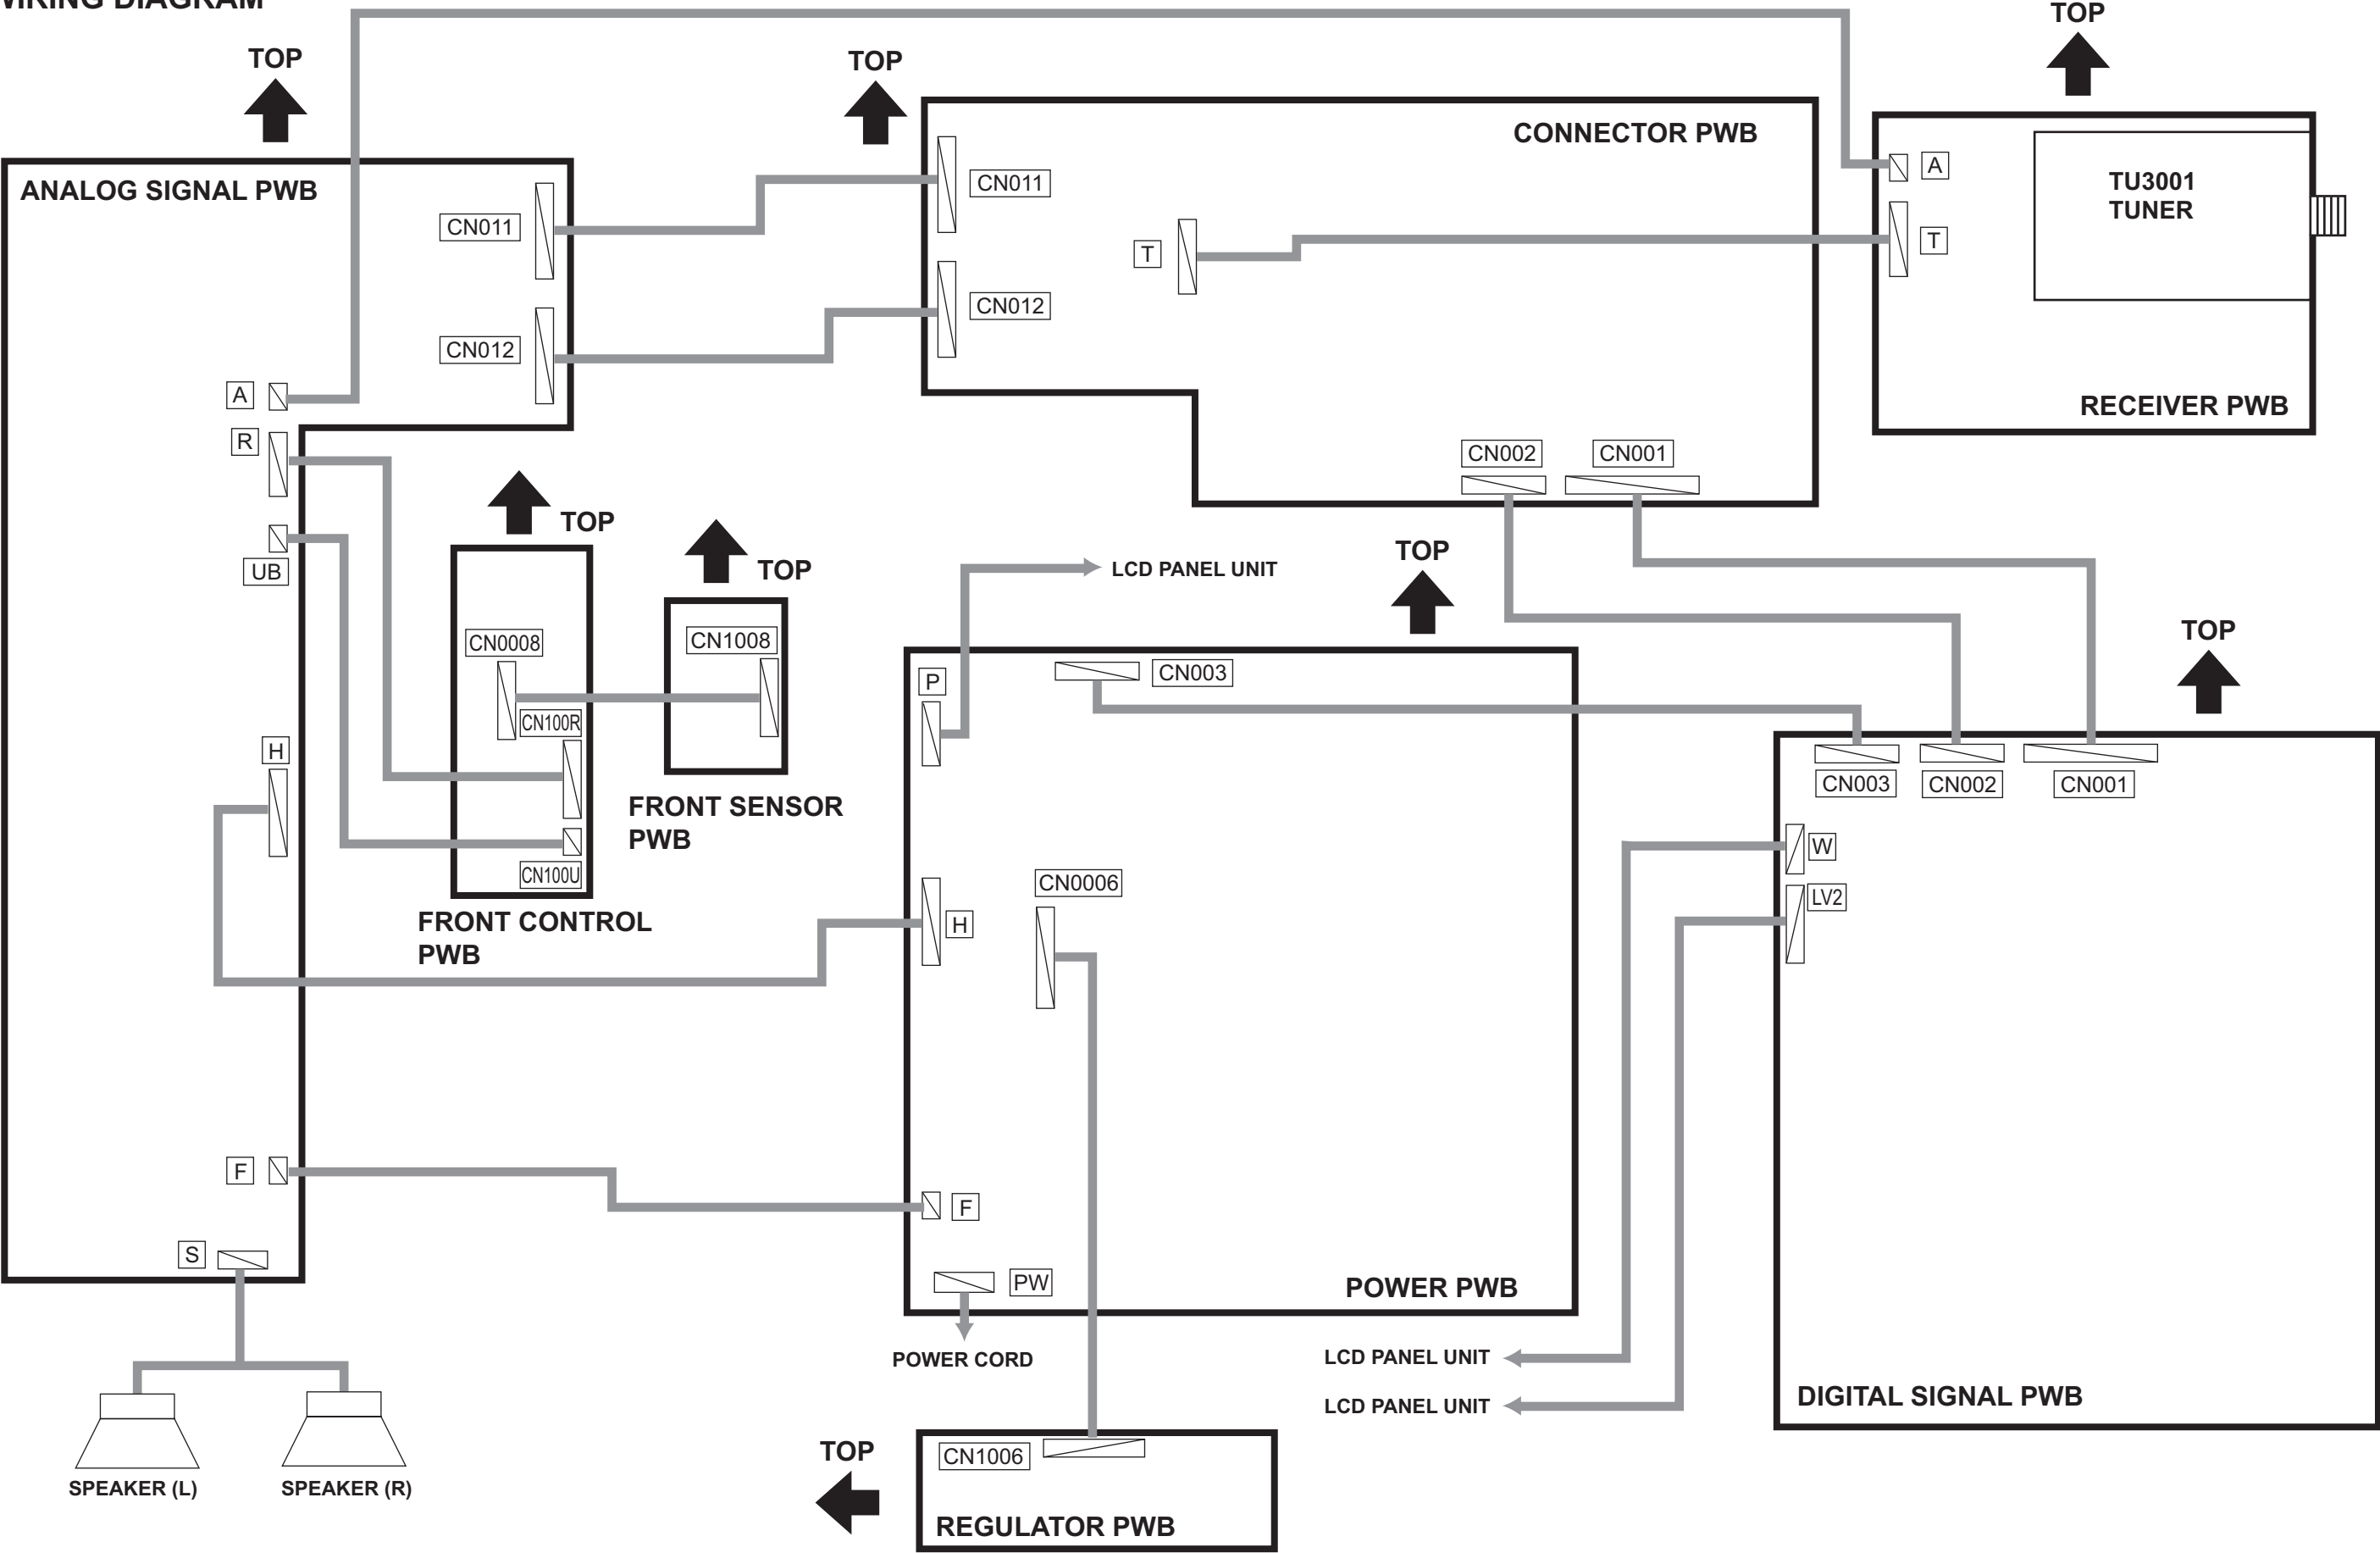 WIRING DIAGRAM
TOP
TOP
TOP
CONNECTOR PWB
ANALOG SIGNAL PWB
CN011
CN011
A
TU3001
TUNER
T
T
CN012
CN012
A
R
UB
RECEIVER PWB
CN002
CN001
TOP
TOP
LCD PANEL UNIT
TOP
TOP
CN0008
CN1008
CN100R
P
CN003
H
CN003
CN002
CN001
FRONT SENSOR
PWB
CN100U
FRONT CONTROL
PWB
W
LV2
CN0006
H
F
F
S
PW
POWER PWB
POWER CORD
LCD PANEL UNIT
LCD PANEL UNIT
DIGITAL SIGNAL PWB
SPEAKER (L)
SPEAKER (R)
TOP
CN1006
REGULATOR PWB